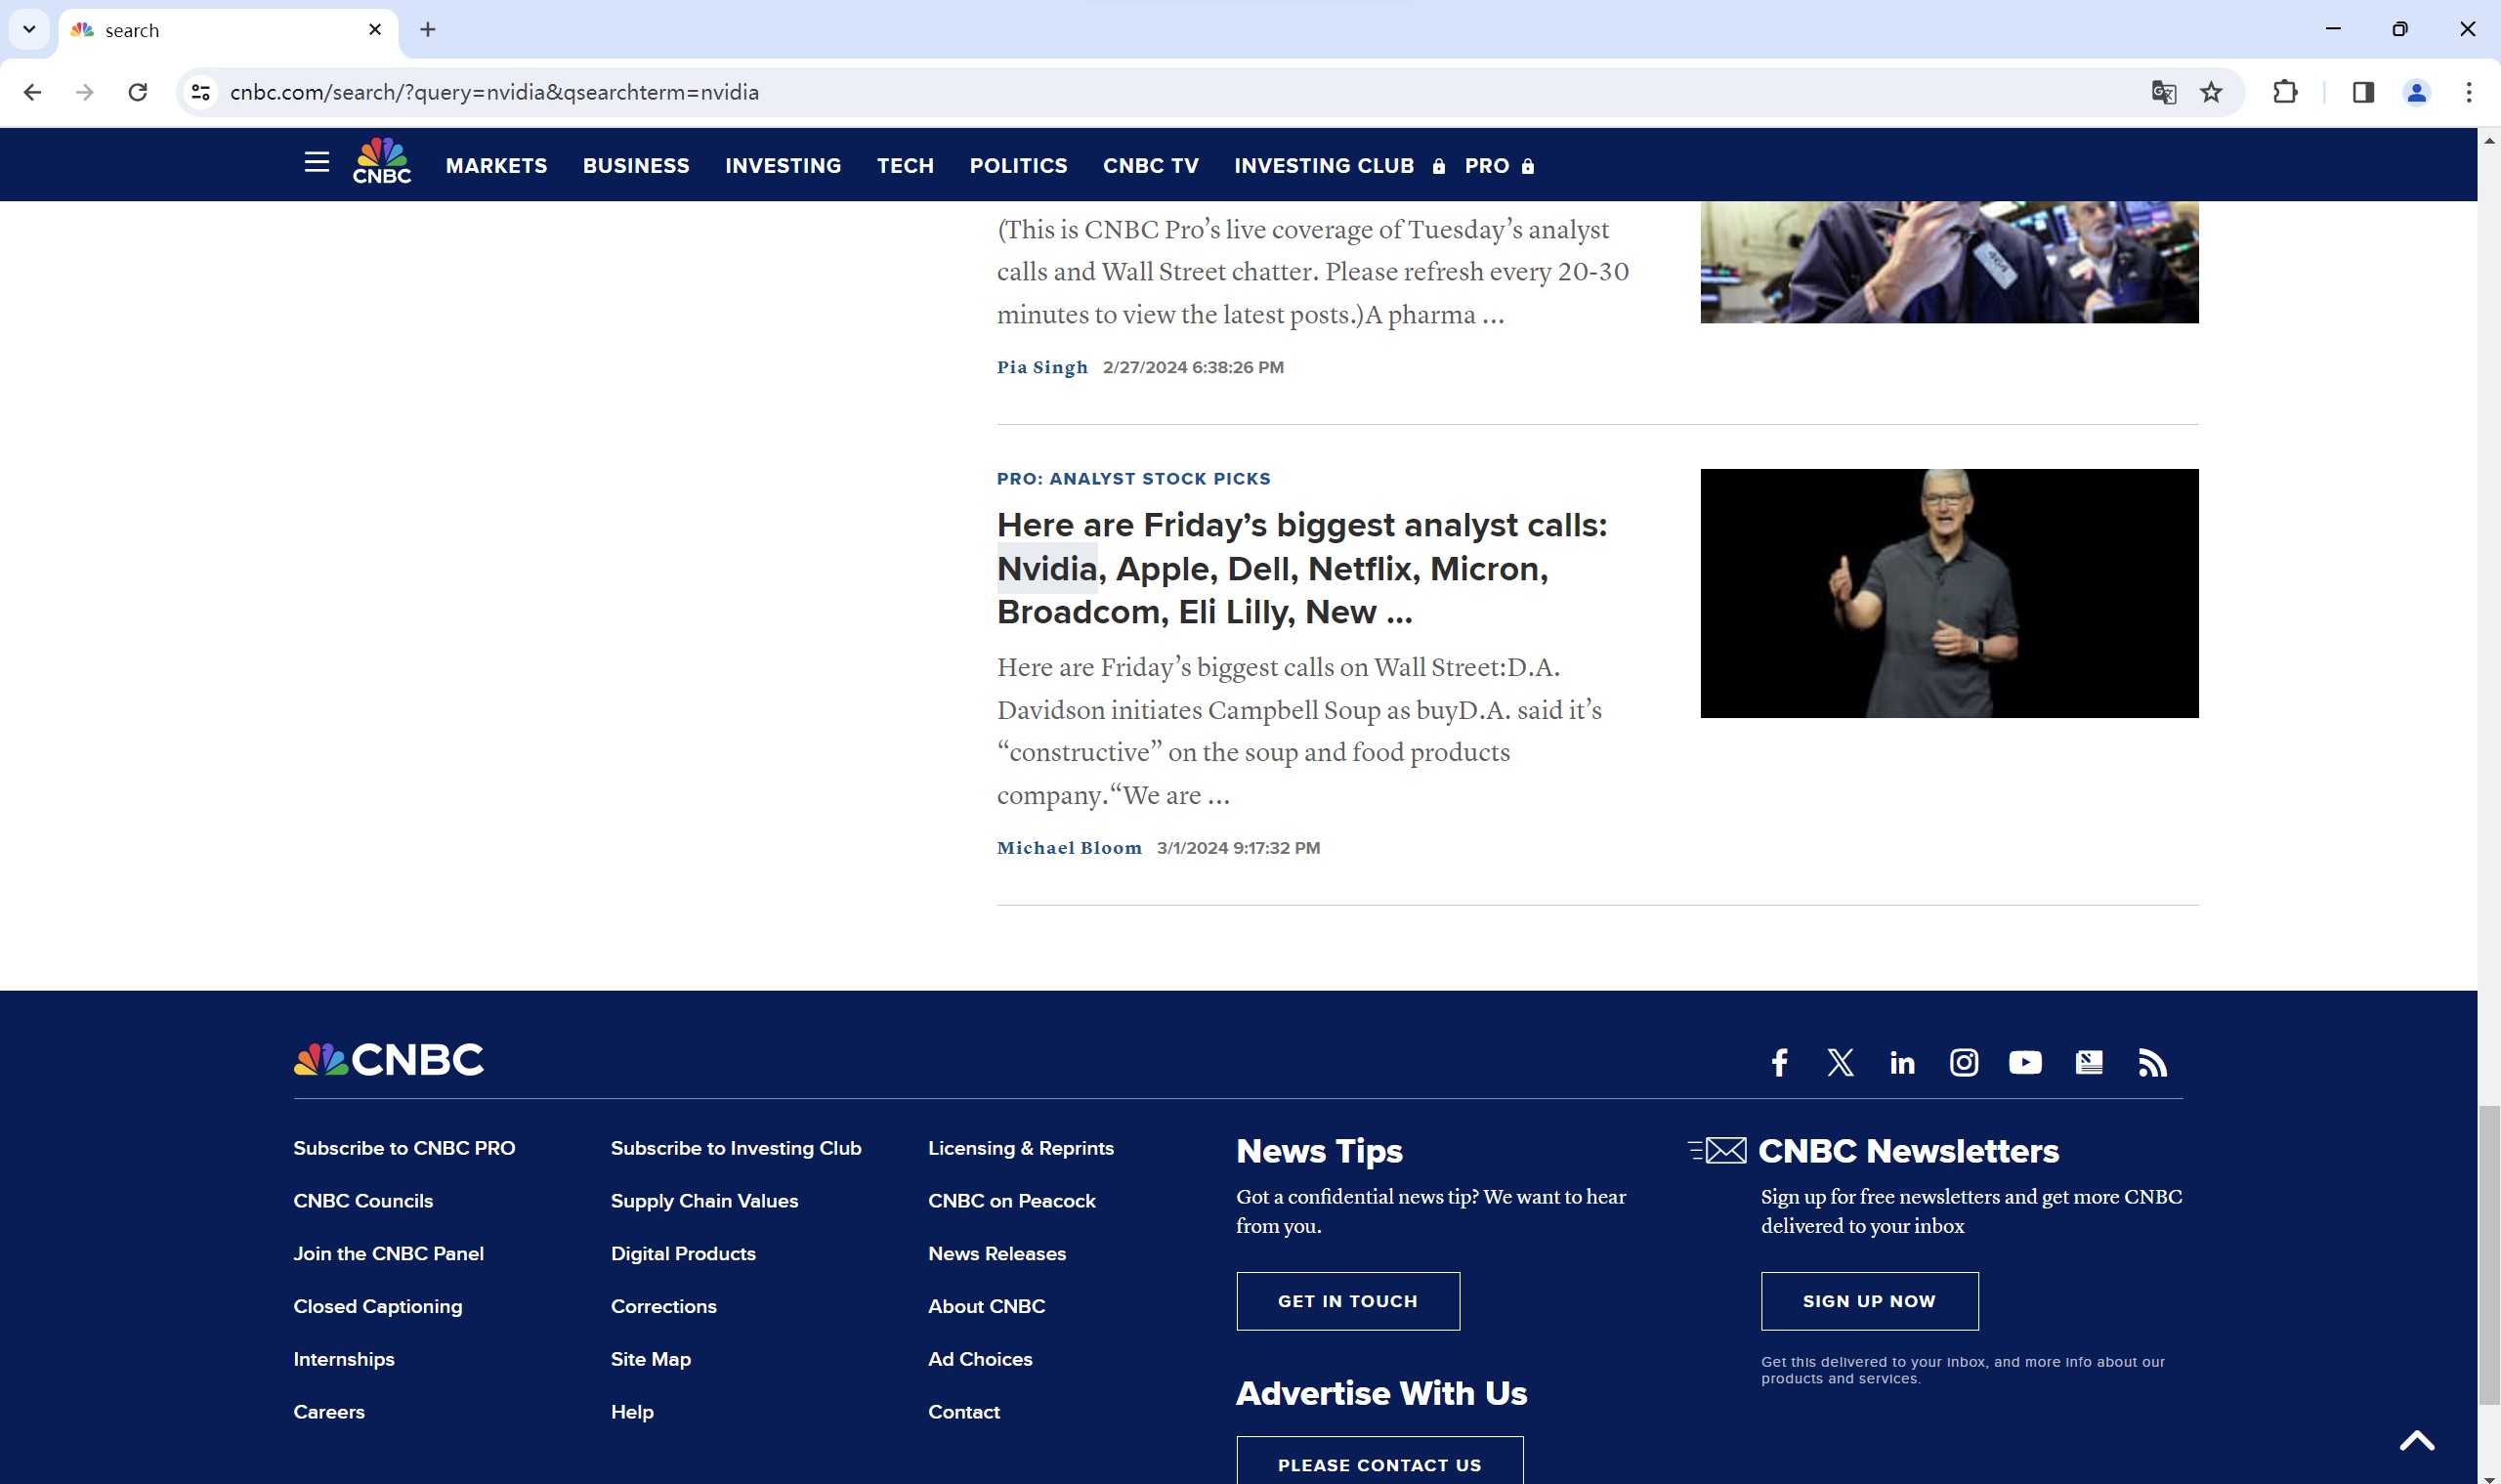 search
cnbc.com/search/?query=nvidia&qsearchterm=nvidia
CNBC
MARKETS BUSINESS INVESTING TECH POLITICS CNBC TV INVESTING CLUB PRO
(This is CNBC Pro’s live coverage of Tuesday’s analyst
calls and Wall Street chatter. Please refresh every 20-30
minutes to view the latest posts.)A pharma ...
Pia Singh 2/27/2024 6:38:26 PM
PRO: ANALYST STOCK PICKS
Here are Friday’s biggest analyst calls:
Nvidia, Apple, Dell, Netflix, Micron,
Broadcom, Eli Lilly, New ...
Here are Friday’s biggest calls on Wall Street:D.A.
Davidson initiates Campbell Soup as buyD.A. said it’s
“constructive” on the soup and food products
company.“We are ...
Michael Bloom 3/1/2024 9:17:32 PM
CNBC
Subscribe to CNBC PRO
CNBC Councils
Join the CNBC Panel
Closed Captioning
Internships
Careers
Subscribe to Investing Club
Supply Chain Values
Digital Products
Corrections
Site Map
Help
Licensing & Reprints
CNBC on Peacock
News Releases
About CNBC
Ad Choices
Contact
News Tips
Got a confidential news tip? We want to hear
from you.
GET IN TOUCH
Advertise With Us
PLEASE CONTACT US
CNBC Newsletters
Sign up for free newsletters and get more CNBC
delivered to your inbox
SIGN UP NOW
Get this delivered to your inbox, and more info about our
products and services.